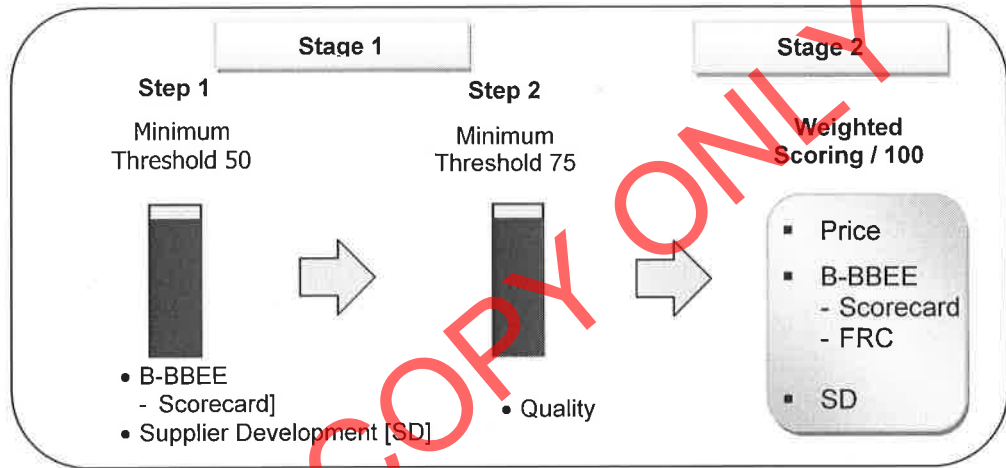 Stage 1
Step 1
Minimum
Threshold 50
• B-BBEE
- Scorecard]
• Supplier Development [SD]
Step 2
Minimum
Threshold 75
• Quality
Stage 2
Weighted
Scoring / 100
▪ Price
▪ B-BBEE
- Scorecard
- FRC
▪ SD
COPY ONLY